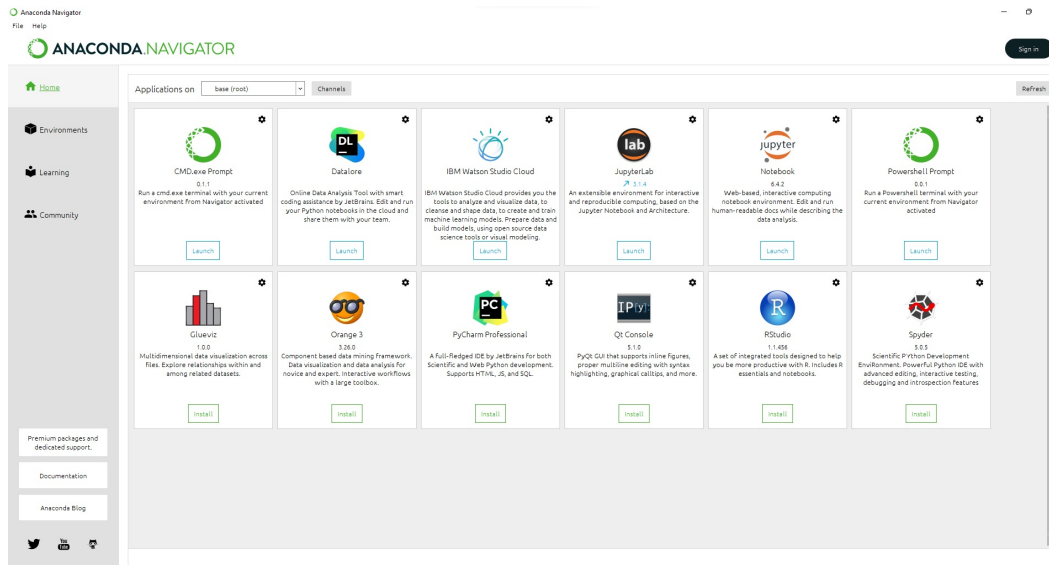 Anaconda Navigator
File Help
ANACONDA.NAVIGATOR
Sign in
Home
Environments
Learning
Community
Premium packages and
dedicated support.
Documentation
Anaconda Blog
You
Tube
Applications on base (root) Channels
Refresh
CMD.exe Prompt
0.1.1
Run a cmd.exe terminal with your current
environment from Navigator activated
Launch
DL
Datalore
Online Data Analysis Tool with smart
coding assistance by JetBrains. Edit and run
your Python notebooks in the cloud and
share them with your team.
Launch
IBM Watson Studio Cloud
IBM Watson Studio Cloud provides you the
tools to analyze and visualize data, to
cleanse and shape data, to create and train
machine learning models. Prepare data and
build models, using open source data
science tools or visual modeling.
Launch
lab
JupyterLab
3.1.4
An extensible environment for interactive
and reproducible computing, based on the
Jupyter Notebook and Architecture.
Launch
jupyter
Notebook
6.4.2
Web-based, interactive computing
notebook environment. Edit and run
human-readable docs while describing the
data analysis.
Launch
Powershell Prompt
0.0.1
Run a Powershell terminal with your
current environment from Navigator
activated
Launch
Glueviz
1.0.0
Multidimensional data visualization across
files. Explore relationships within and
among related datasets.
Install
Orange 3
3.26.0
Component based data mining framework.
Data visualization and data analysis for
novice and expert. Interactive workflows
with a large toolbox.
Install
PC
PyCharm Professional
A full-fledged IDE by JetBrains for both
Scientific and Web Python development.
Supports HTML, JS, and SQL.
Install
IP[y]:
Qt Console
5.1.0
PyQt GUI that supports inline figures,
proper multiline editing with syntax
highlighting, graphical calltips, and more.
Install
R
RStudio
1.1.456
A set of integrated tools designed to help
you be more productive with R. Includes R
essentials and notebooks.
Install
Spyder
5.0.5
Scientific PYthon Development
EnviRonment. Powerful Python IDE with
advanced editing, interactive testing,
debugging and introspection features
Install